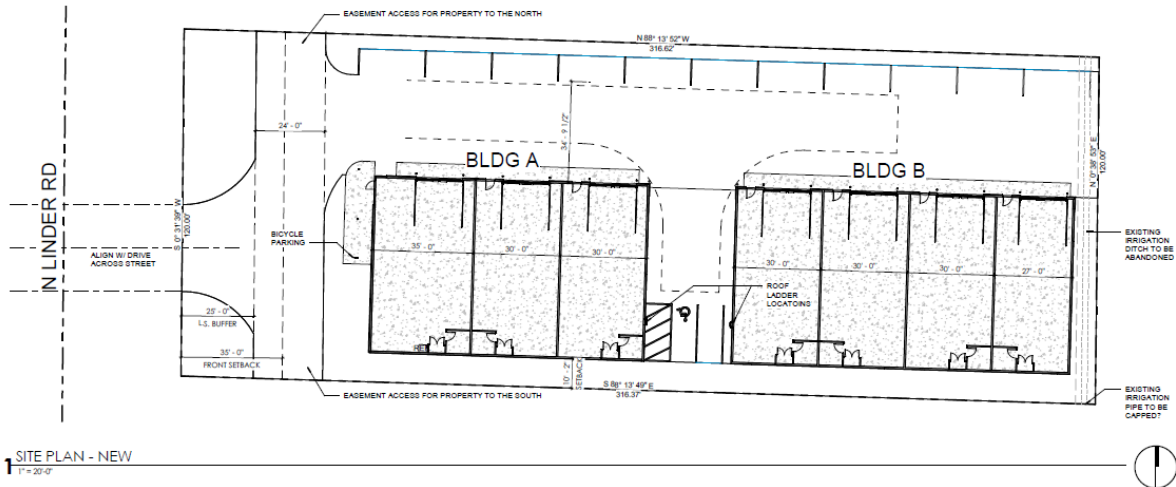 EASEMENT ACCESS FOR PROPERTY TO THE NORTH
N 88° 13' 52" W
316.62'
24' - 0"
34' - 9 1/2"
BLDG A
BLDG B
N 0° 38' 53" E
120.00'
N LINDER RD
S 0° 31' 39" W
120.00'
ALIGN W/ DRIVE
ACROSS STREET
BICYCLE
PARKING
35' - 0"
30' - 0"
30' - 0"
30' - 0"
30' - 0"
30' - 0"
27' - 0"
EXISTING
IRRIGATION
DITCH TO BE
ABANDONED
ROOF
LADDER
LOCATOINS
25' - 0"
L.S. BUFFER
35' - 0"
FRONT SETBACK
10' - 2"
SETBACK
S 88° 13' 49" E
316.37'
EASEMENT ACCESS FOR PROPERTY TO THE SOUTH
EXISTING
IRRIGATION
PIPE TO BE
CAPPED?
1 SITE PLAN - NEW
1" = 20'-0"